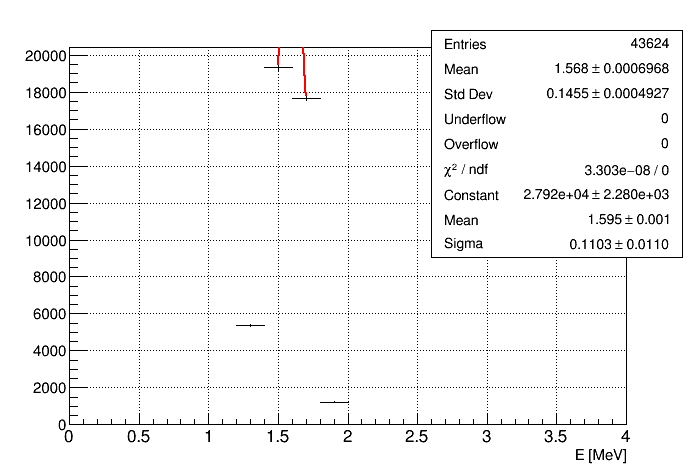 20000
18000
16000
14000
12000
10000
8000
6000
4000
2000
0
0 0.5 1 1.5 2 3 3.5 4
E [MeV]
Entries 43624
Mean 1.568 ± 0.0006968
Std Dev 0.1455 ± 0.0004927
Underflow 0
Overflow 0
χ² / ndf 3.303e−08 / 0
Constant 2.792e+04 ± 2.280e+03
Mean 1.595 ± 0.001
Sigma 0.1103 ± 0.0110